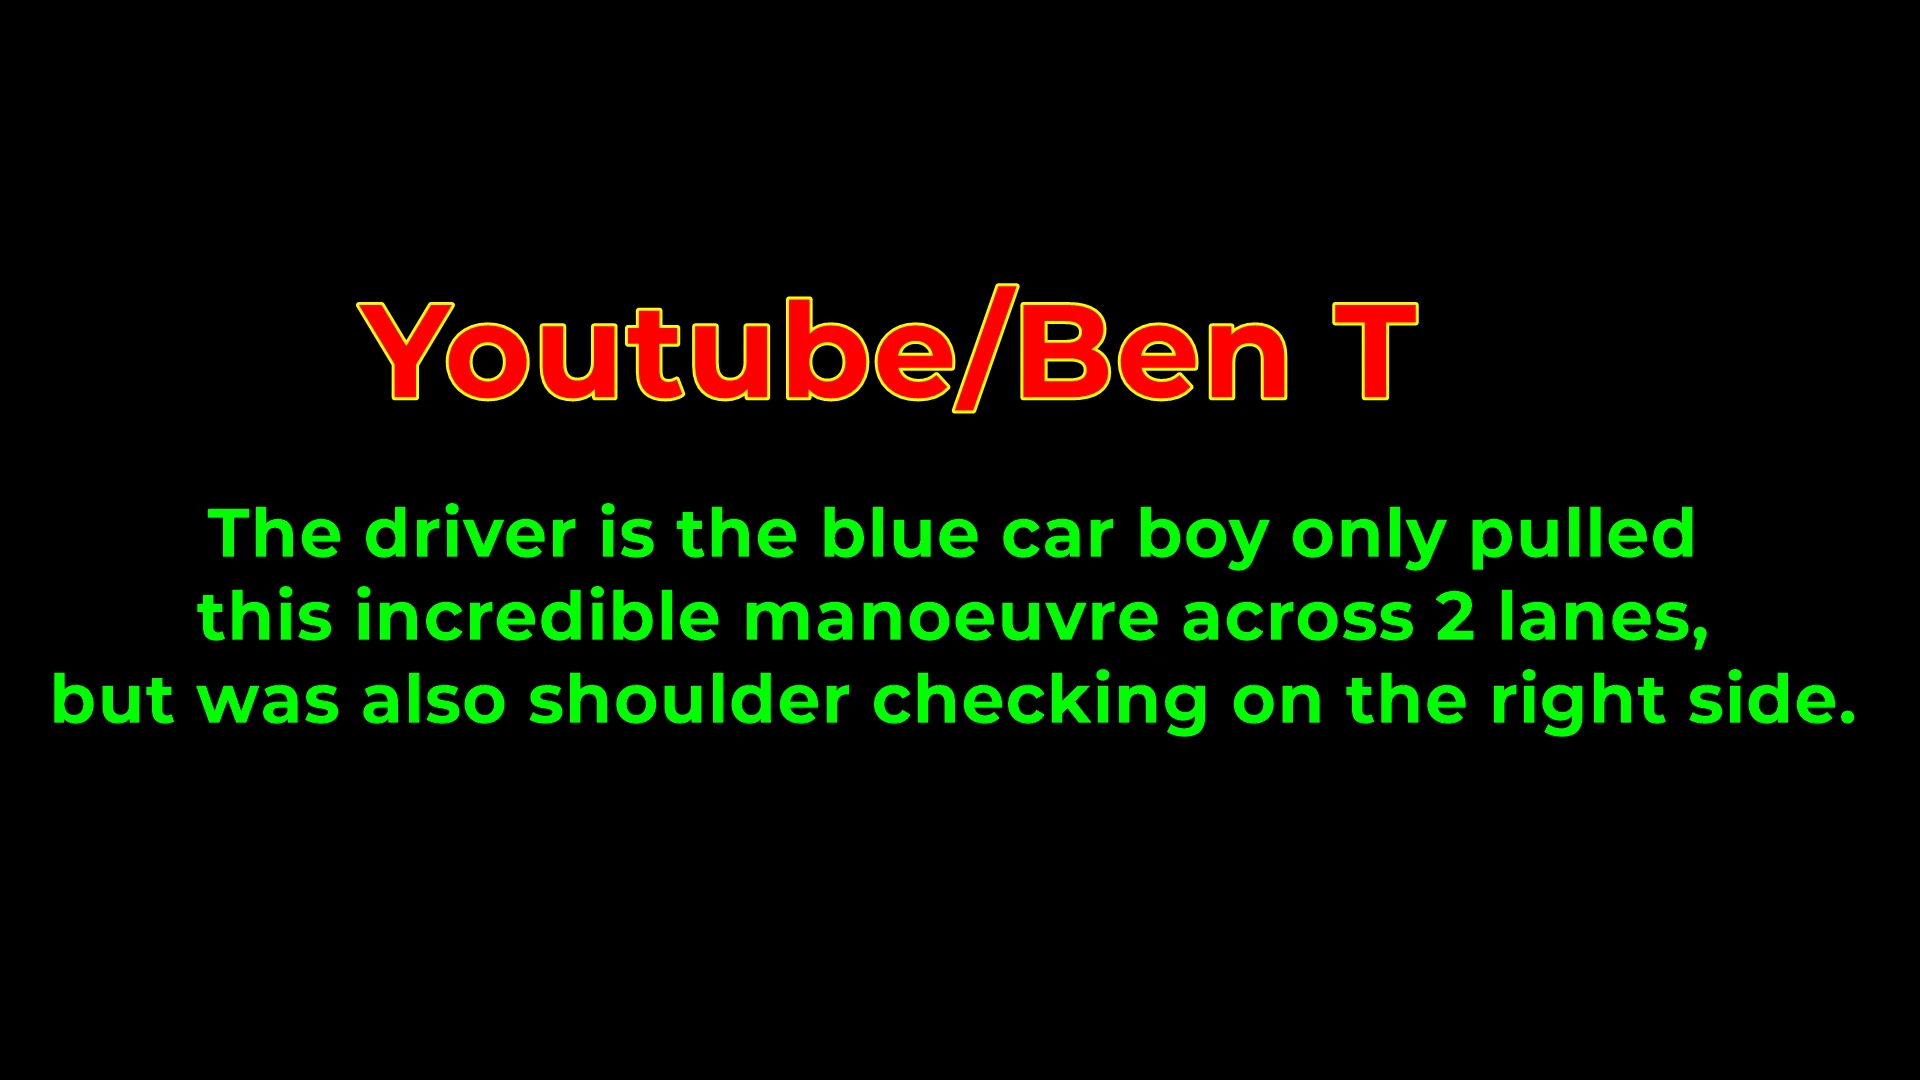 Youtube/Ben T
The driver is the blue car boy only pulled
this incredible manoeuvre across 2 lanes,
but was also shoulder checking on the right side.